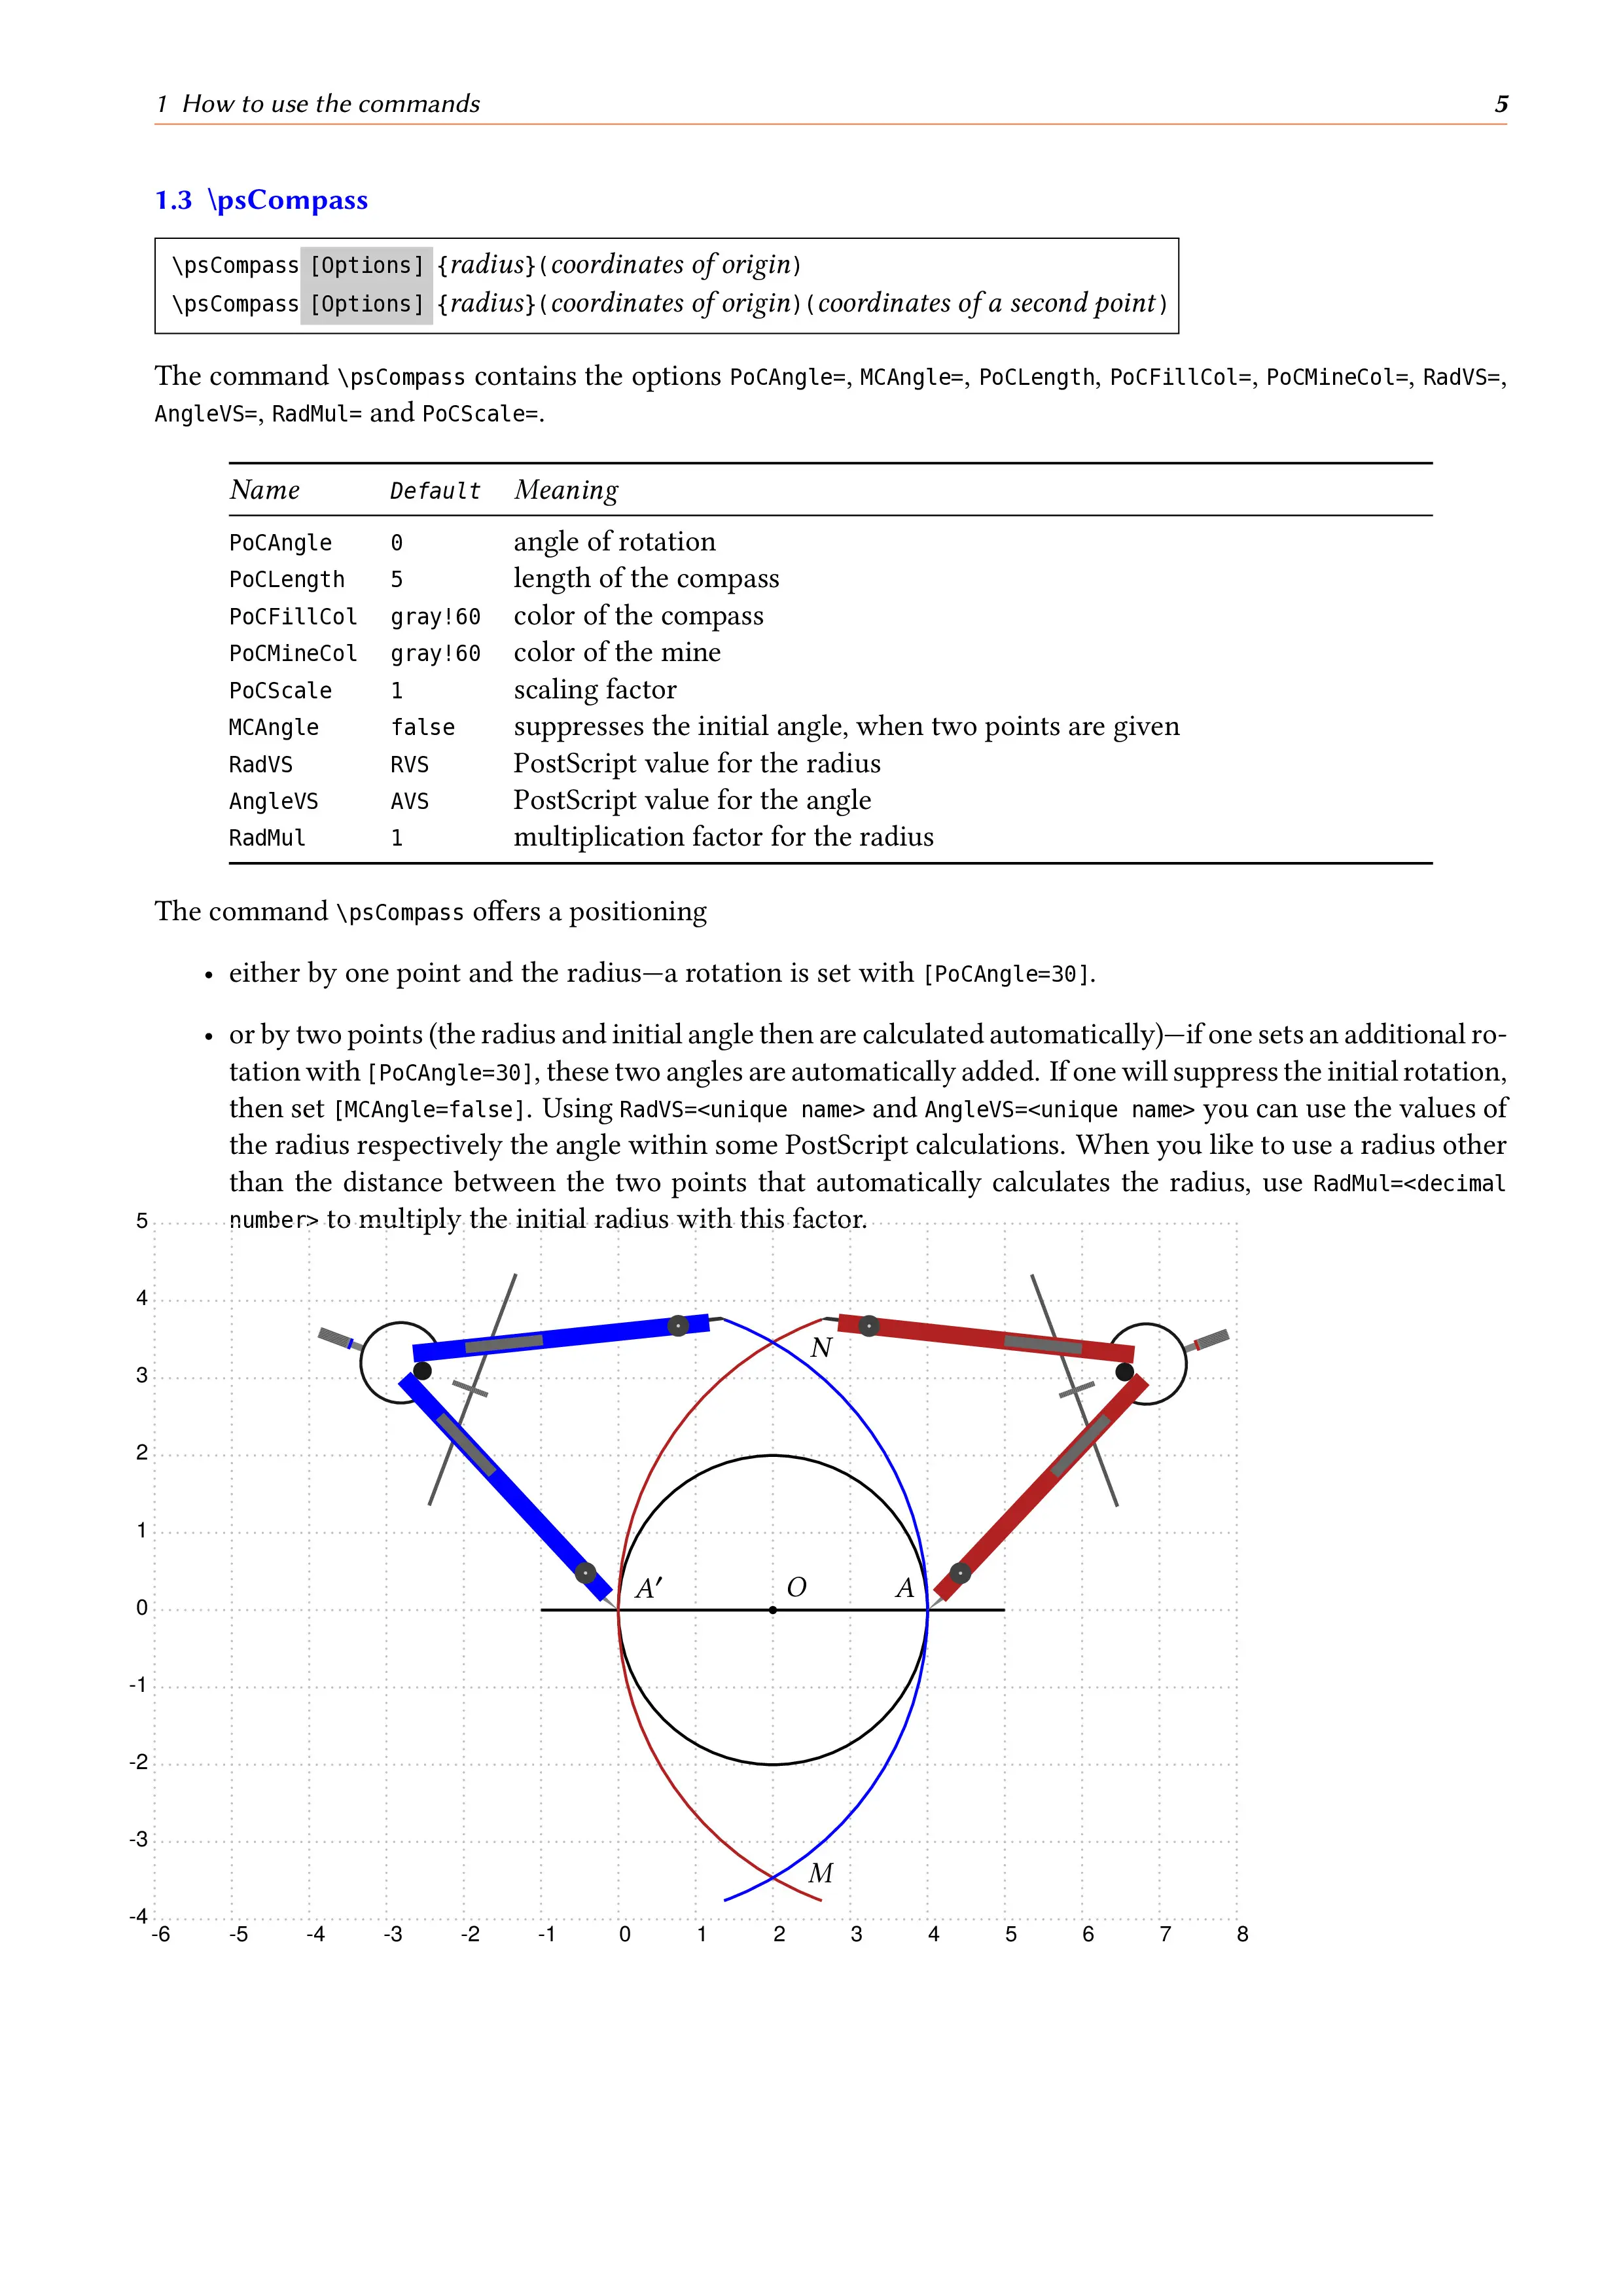 1 How to use the commands 5
1.3 \psCompass
\psCompass [Options] {radius}(coordinates of origin)
\psCompass [Options] {radius}(coordinates of origin)(coordinates of a second point)
The command \psCompass contains the options PoCAngle=, MCAngle=, PoCLength, PoCFillCol=, PoCMineCol=, RadVS=,
AngleVS=, RadMul= and PoCScale=.
Name Default Meaning
PoCAngle 0 angle of rotation
PoCLength 5 length of the compass
PoCFillCol gray!60 color of the compass
PoCMineCol gray!60 color of the mine
PoCScale 1 scaling factor
MCAngle false suppresses the initial angle, when two points are given
RadVS RVS PostScript value for the radius
AngleVS AVS PostScript value for the angle
RadMul 1 multiplication factor for the radius
The command \psCompass offers a positioning
• either by one point and the radius—a rotation is set with [PoCAngle=30].
• or by two points (the radius and initial angle then are calculated automatically)—if one sets an additional ro-
tation with [PoCAngle=30], these two angles are automatically added. If one will suppress the initial rotation,
then set [MCAngle=false]. Using RadVS=<unique name> and AngleVS=<unique name> you can use the values of
the radius respectively the angle within some PostScript calculations. When you like to use a radius other
than the distance between the two points that automatically calculates the radius, use RadMul=<decimal
number> to multiply the initial radius with this factor.
5
4
N
3
2
1
A′ O A
0
-1
-2
-3
M
-4
-6 -5 -4 -3 -2 -1 0 1 2 3 4 5 6 7 8